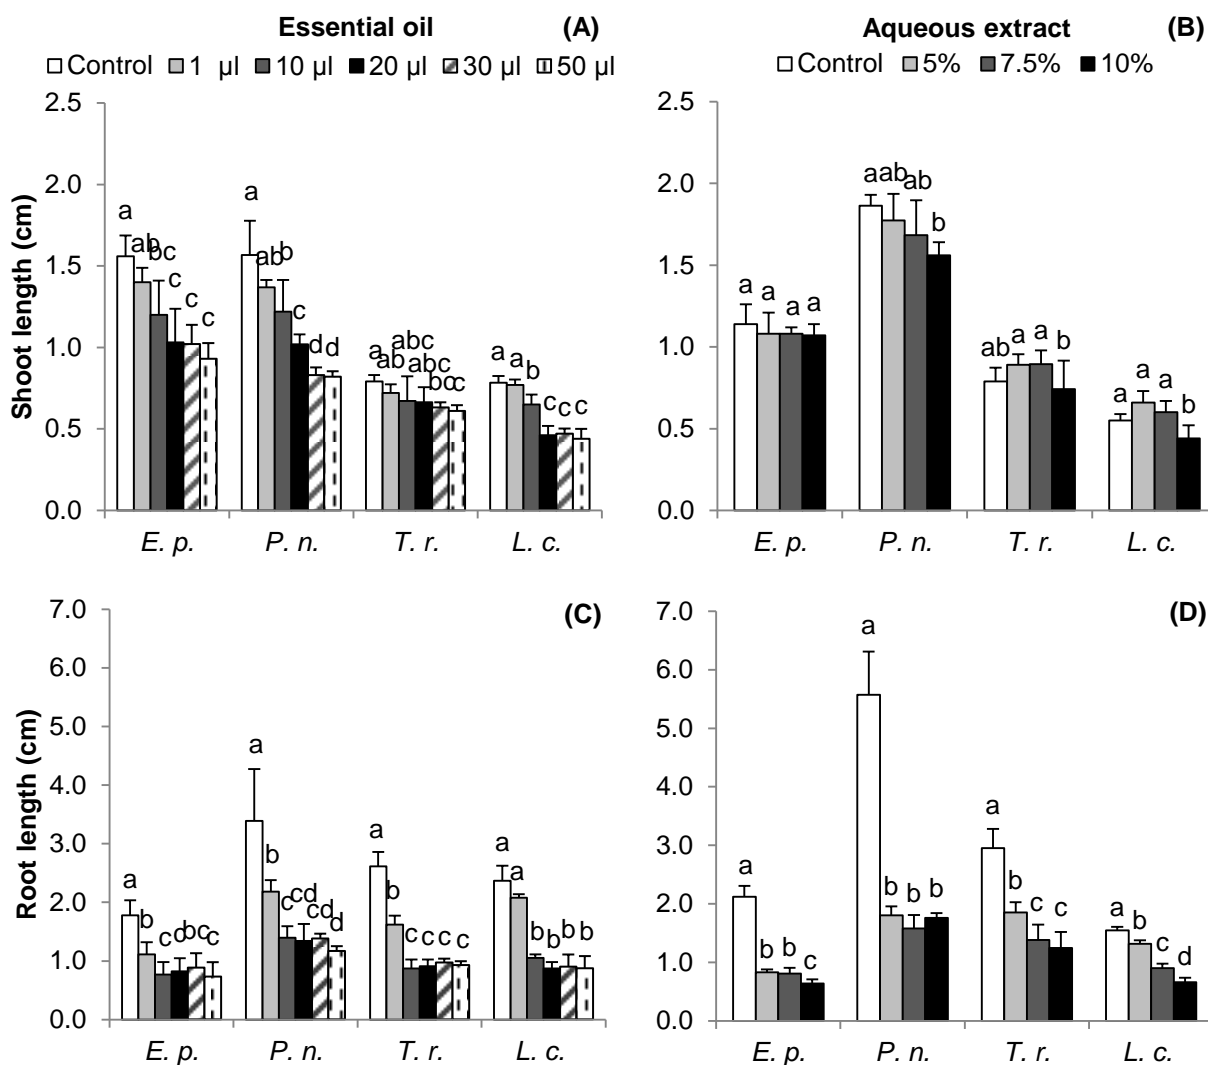 Essential oil (A)
Control 1 µl 10 µl 20 µl 30 µl 50 µl
Shoot length (cm)
2.5
2.0
1.5
1.0
0.5
0.0
a ab bc c c c
a ab b c d d
a ab abc abc bc c
a a b c c c
E. p. P. n. T. r. L. c.
Aqueous extract (B)
Control 5% 7.5% 10%
2.5
2.0
1.5
1.0
0.5
0.0
a a a a
a ab ab b
ab a a b
a a a b
E. p. P. n. T. r. L. c.
(C)
Root length (cm)
7.0
6.0
5.0
4.0
3.0
2.0
1.0
0.0
a b c c bc c
a b c cd cd d
a b c c c c
a a b b b b
E. p. P. n. T. r. L. c.
(D)
7.0
6.0
5.0
4.0
3.0
2.0
1.0
0.0
a b b c
a b b b
a b c c
a b c d
E. p. P. n. T. r. L. c.